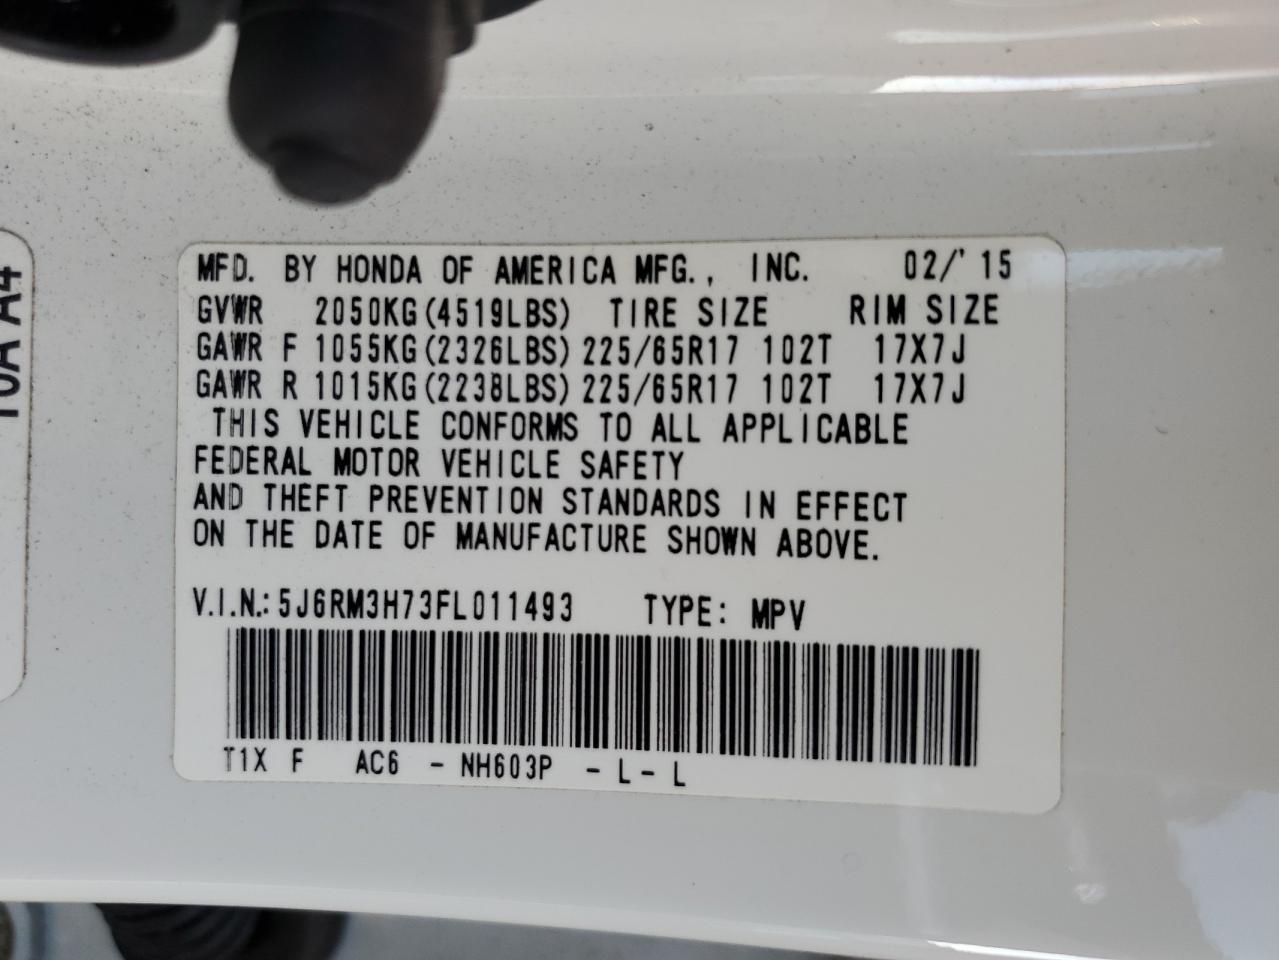 MFD. BY HONDA OF AMERICA MFG., INC. 02/'15
GVWR 2050KG(4519LBS) TIRE SIZE RIM SIZE
GAWR F 1055KG(2326LBS) 225/65R17 102T 17X7J
GAWR R 1015KG(2238LBS) 225/65R17 102T 17X7J
THIS VEHICLE CONFORMS TO ALL APPLICABLE
FEDERAL MOTOR VEHICLE SAFETY
AND THEFT PREVENTION STANDARDS IN EFFECT
ON THE DATE OF MANUFACTURE SHOWN ABOVE.
V.I.N.: 5J6RM3H73FL011493 TYPE: MPV
T1X F AC6 - NH603P - L - L
A4